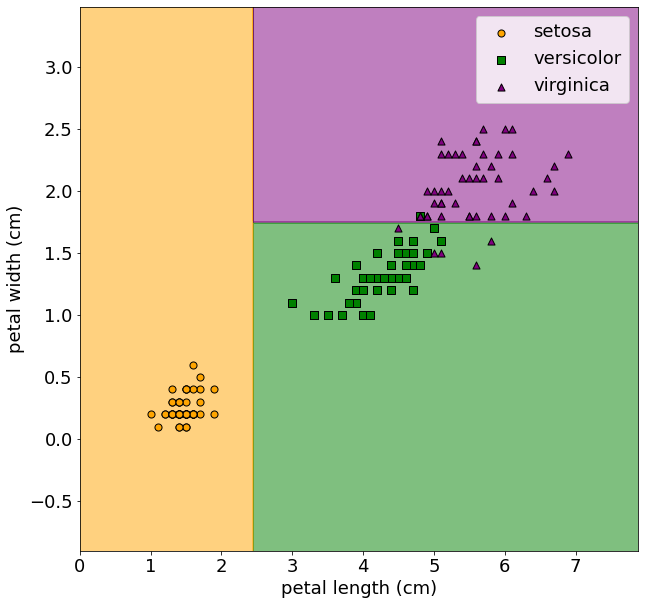 setosa
versicolor
virginica
3.0
2.5
2.0
1.5
1.0
0.5
0.0
−0.5
petal width (cm)
0 1 2 3 4 5 6 7
petal length (cm)